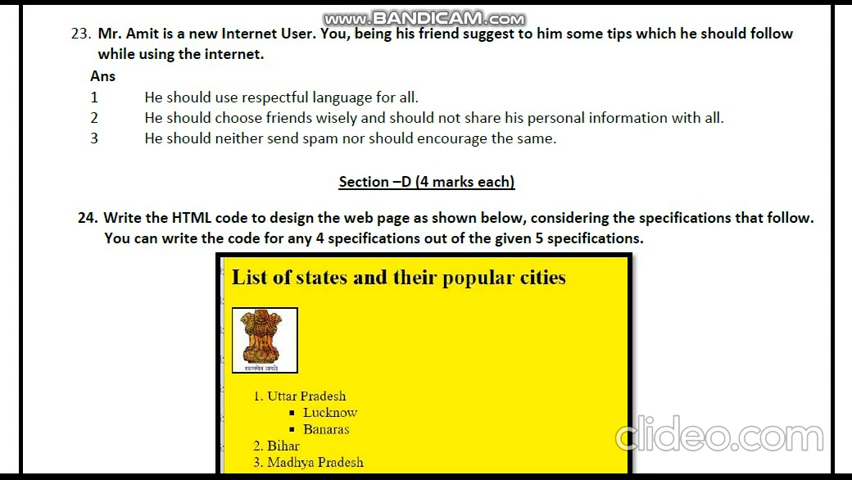 www.BANDICAM.com
23. Mr. Amit is a new Internet User. You, being his friend suggest to him some tips which he should follow
while using the internet.
Ans
1 He should use respectful language for all.
2 He should choose friends wisely and should not share his personal information with all.
3 He should neither send spam nor should encourage the same.
Section –D (4 marks each)
24. Write the HTML code to design the web page as shown below, considering the specifications that follow.
You can write the code for any 4 specifications out of the given 5 specifications.
List of states and their popular cities
सत्यमेव जयते
1. Uttar Pradesh
▪ Lucknow
▪ Banaras
2. Bihar
3. Madhya Pradesh
clideo.com